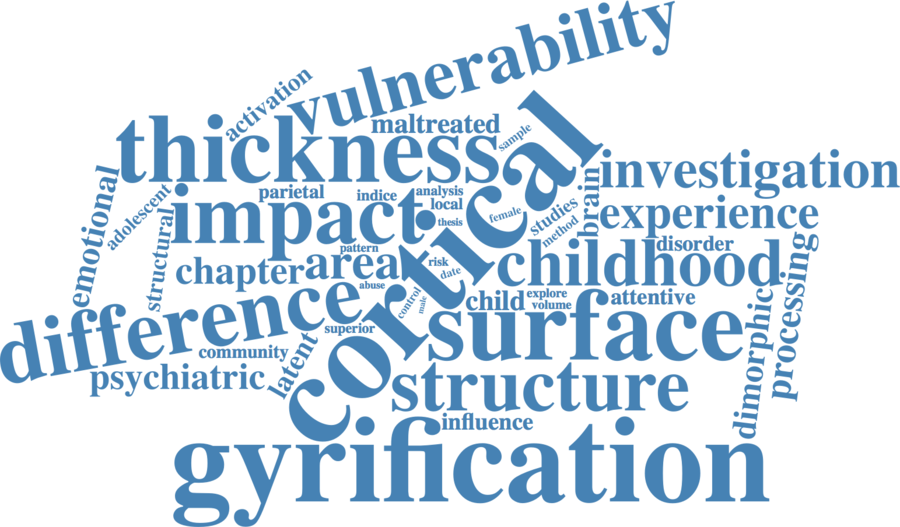 vulnerability
activation
thickness
maltreated
sample
cortical
investigation
emotional
adolescent
parietal
indice
analysis
local
brain
impact
thesis
female
studies
method
experience
structural
pattern
disorder
chapter
area
risk
date
childhood
processing
abuse
difference
control
male
child
explore
volume
attentive
dimorphic
superior
surface
community
latent
psychiatric
structure
influence
gyrification